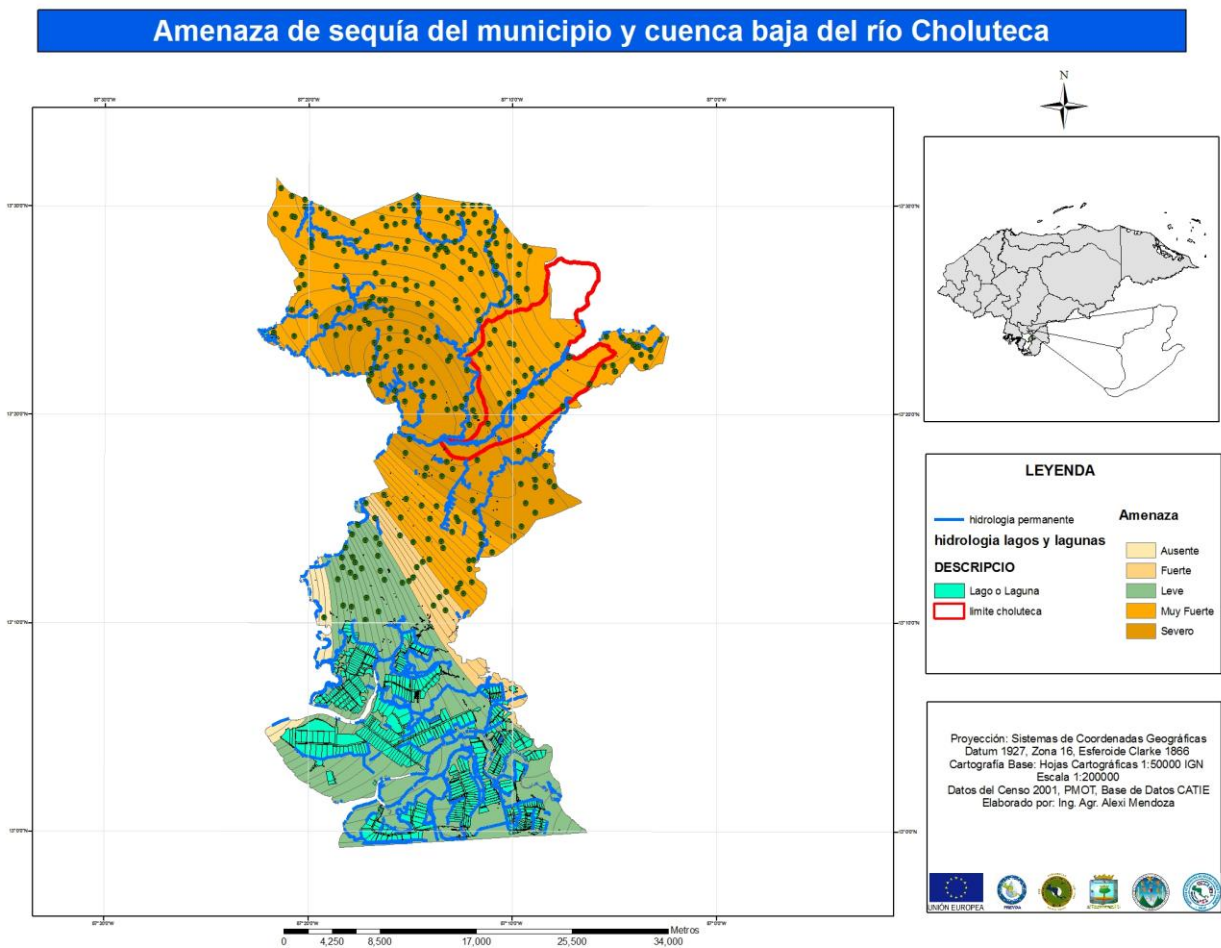 Amenaza de sequía del municipio y cuenca baja del río Choluteca
N
LEYENDA
hidrologia permanente
hidrologia lagos y lagunas
DESCRIPCIO
Lago o Laguna
limite choluteca
Amenaza
Ausente
Fuerte
Leve
Muy Fuerte
Severo
Proyección: Sistemas de Coordenadas Geográficas
Datum 1927, Zona 16, Esferoide Clarke 1866
Cartografía Base: Hojas Cartográficas 1:50000 IGN
Escala 1:200000
Datos del Censo 2001, PMOT, Base de Datos CATIE
Elaborado por: Ing. Agr. Alexi Mendoza
UNIÓN EUROPEA
Metros
0 4,250 8,500 17,000 25,500 34,000